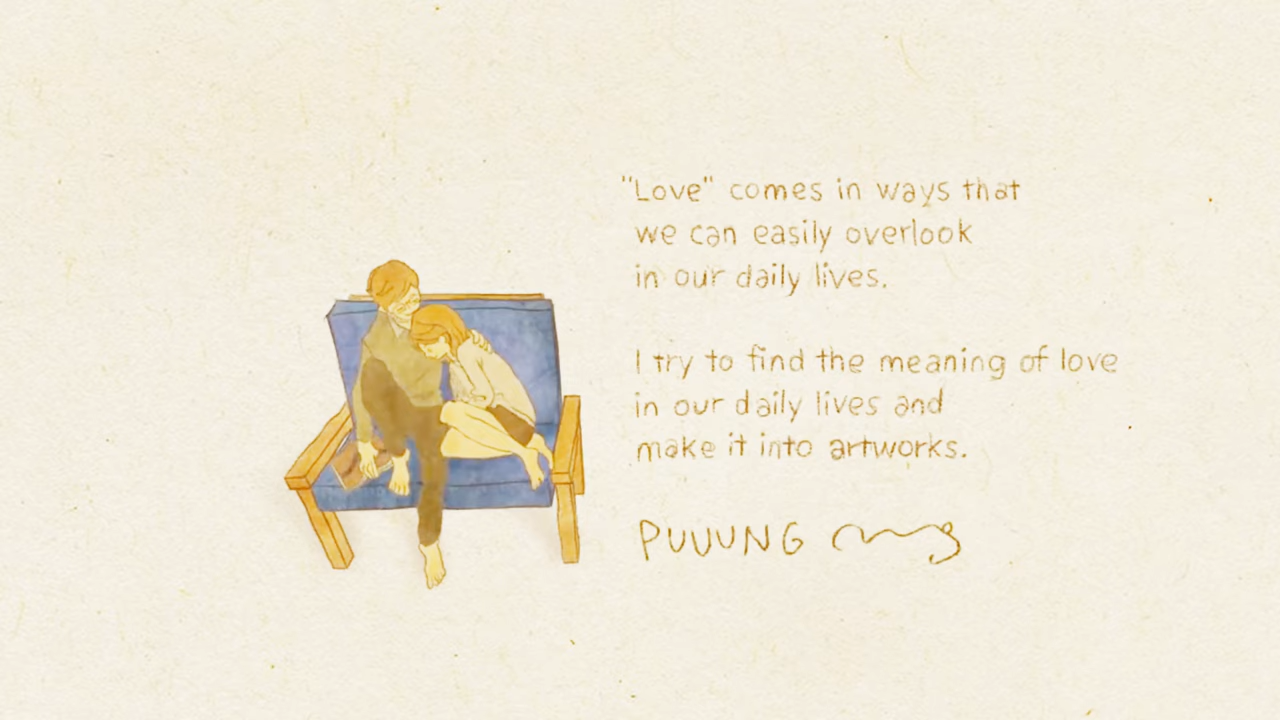 "Love" comes in ways that
we can easily overlook
in our daily lives.
I try to find the meaning of love
in our daily lives and
make it into artworks.
PUUUNG